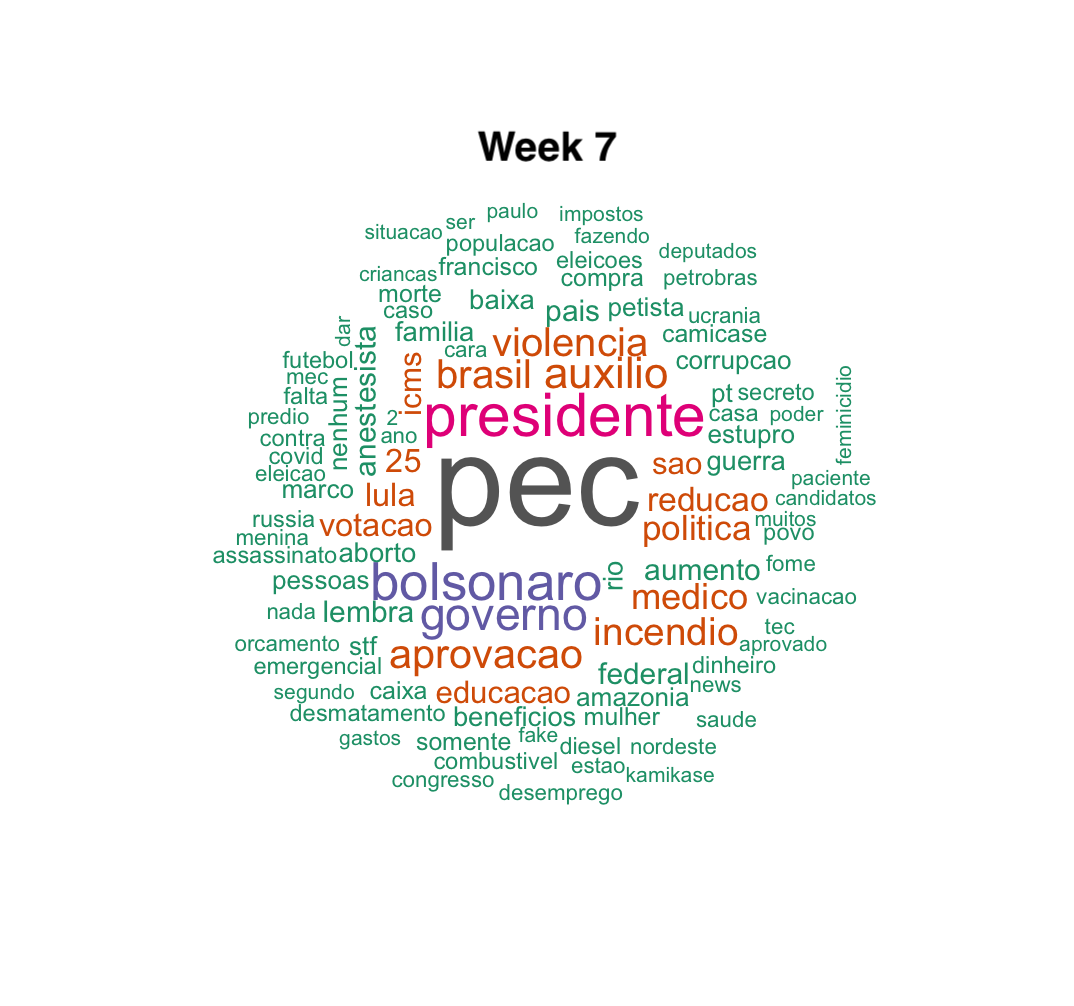 Week 7
paulo
impostos
ser
situacao
fazendo
populacao
deputados
eleicoes
francisco
criancas
compra
petrobras
morte
baixa
caso
pais
petista
ucrania
dar
familia
camicase
violencia
cara
futebol
corrupcao
anestesista
mec
icms
brasil
auxilio
falta
pt
secreto
nenhum
predio
2
presidente
casa
poder
feminicidio
contra
ano
estupro
covid
25
pec
sao
guerra
eleicao
paciente
marco
lula
reducao
candidatos
russia
votacao
politica
muitos
menina
povo
assassinato
aborto
pessoas
bolsonaro
rio
aumento
fome
medico
vacinacao
nada
lembra
governo
incendio
tec
orcamento
stf
aprovado
emergencial
aprovacao
federal
dinheiro
news
segundo
caixa
educacao
amazonia
desmatamento
beneficios
mulher
saude
gastos
somente
fake
diesel
nordeste
combustivel
estao
kamikase
congresso
desemprego